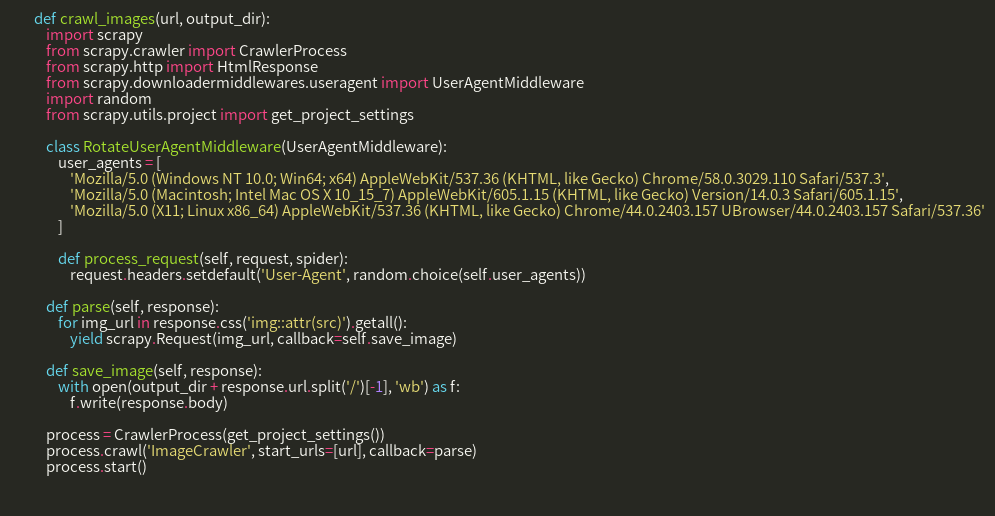 def crawl_images(url, output_dir):
import scrapy
from scrapy.crawler import CrawlerProcess
from scrapy.http import HtmlResponse
from scrapy.downloadermiddlewares.useragent import UserAgentMiddleware
import random
from scrapy.utils.project import get_project_settings
class RotateUserAgentMiddleware(UserAgentMiddleware):
user_agents = [
'Mozilla/5.0 (Windows NT 10.0; Win64; x64) AppleWebKit/537.36 (KHTML, like Gecko) Chrome/58.0.3029.110 Safari/537.3',
'Mozilla/5.0 (Macintosh; Intel Mac OS X 10_15_7) AppleWebKit/605.1.15 (KHTML, like Gecko) Version/14.0.3 Safari/605.1.15',
'Mozilla/5.0 (X11; Linux x86_64) AppleWebKit/537.36 (KHTML, like Gecko) Chrome/44.0.2403.157 UBrowser/44.0.2403.157 Safari/537.36'
]
def process_request(self, request, spider):
request.headers.setdefault('User-Agent', random.choice(self.user_agents))
def parse(self, response):
for img_url in response.css('img::attr(src)').getall():
yield scrapy.Request(img_url, callback=self.save_image)
def save_image(self, response):
with open(output_dir + response.url.split('/')[-1], 'wb') as f:
f.write(response.body)
process = CrawlerProcess(get_project_settings())
process.crawl('ImageCrawler', start_urls=[url], callback=parse)
process.start()